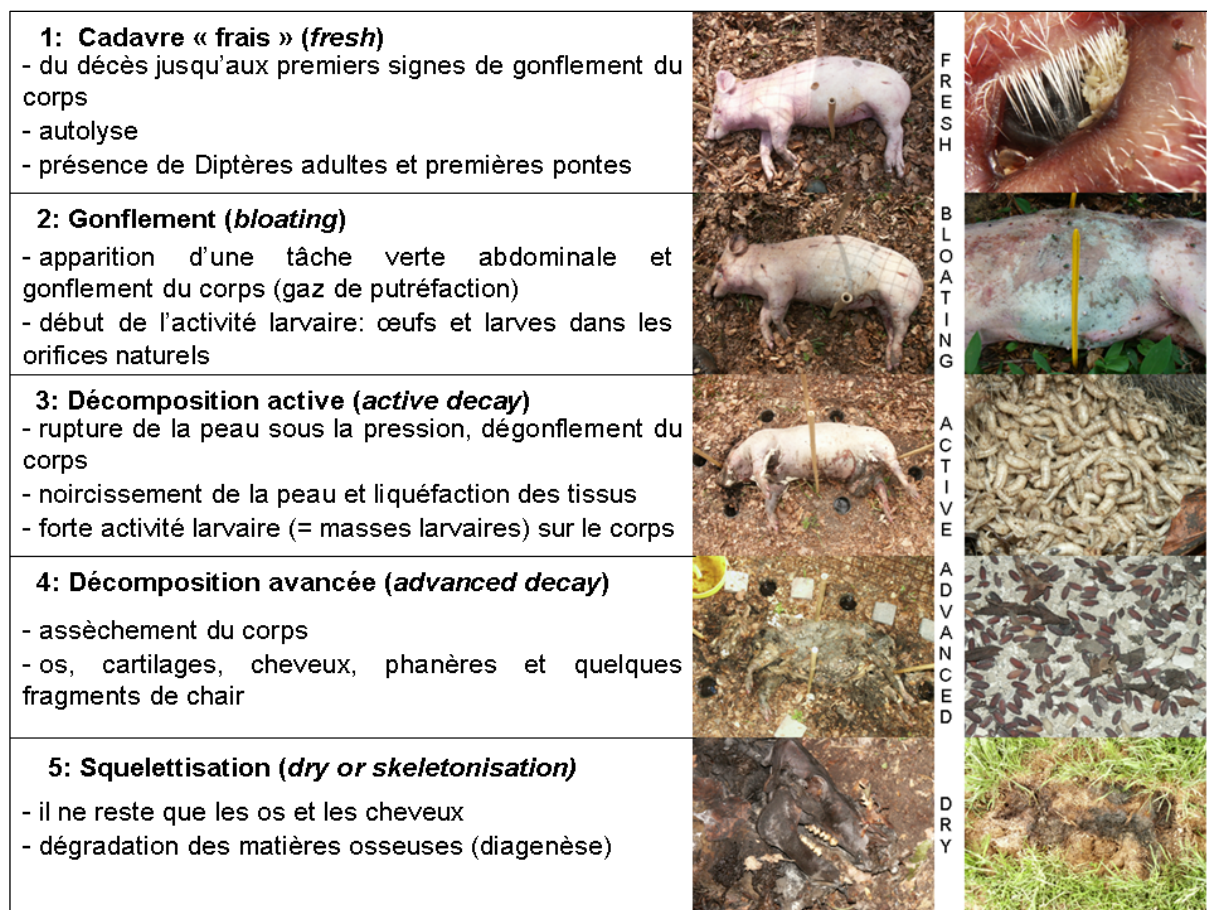 1: Cadavre « frais » (fresh)
- du décès jusqu'aux premiers signes de gonflement du
corps
- autolyse
- présence de Diptères adultes et premières pontes
FRESH
2: Gonflement (bloating)
- apparition d'une tâche verte abdominale et
gonflement du corps (gaz de putréfaction)
- début de l'activité larvaire: œufs et larves dans les
orifices naturels
BLOATING
3: Décomposition active (active decay)
- rupture de la peau sous la pression, dégonflement du
corps
- noircissement de la peau et liquéfaction des tissus
- forte activité larvaire (= masses larvaires) sur le corps
ACTIVE
4: Décomposition avancée (advanced decay)
- assèchement du corps
- os, cartilages, cheveux, phanères et quelques
fragments de chair
ADVANCED
5: Squelettisation (dry or skeletonisation)
- il ne reste que les os et les cheveux
- dégradation des matières osseuses (diagenèse)
DRY